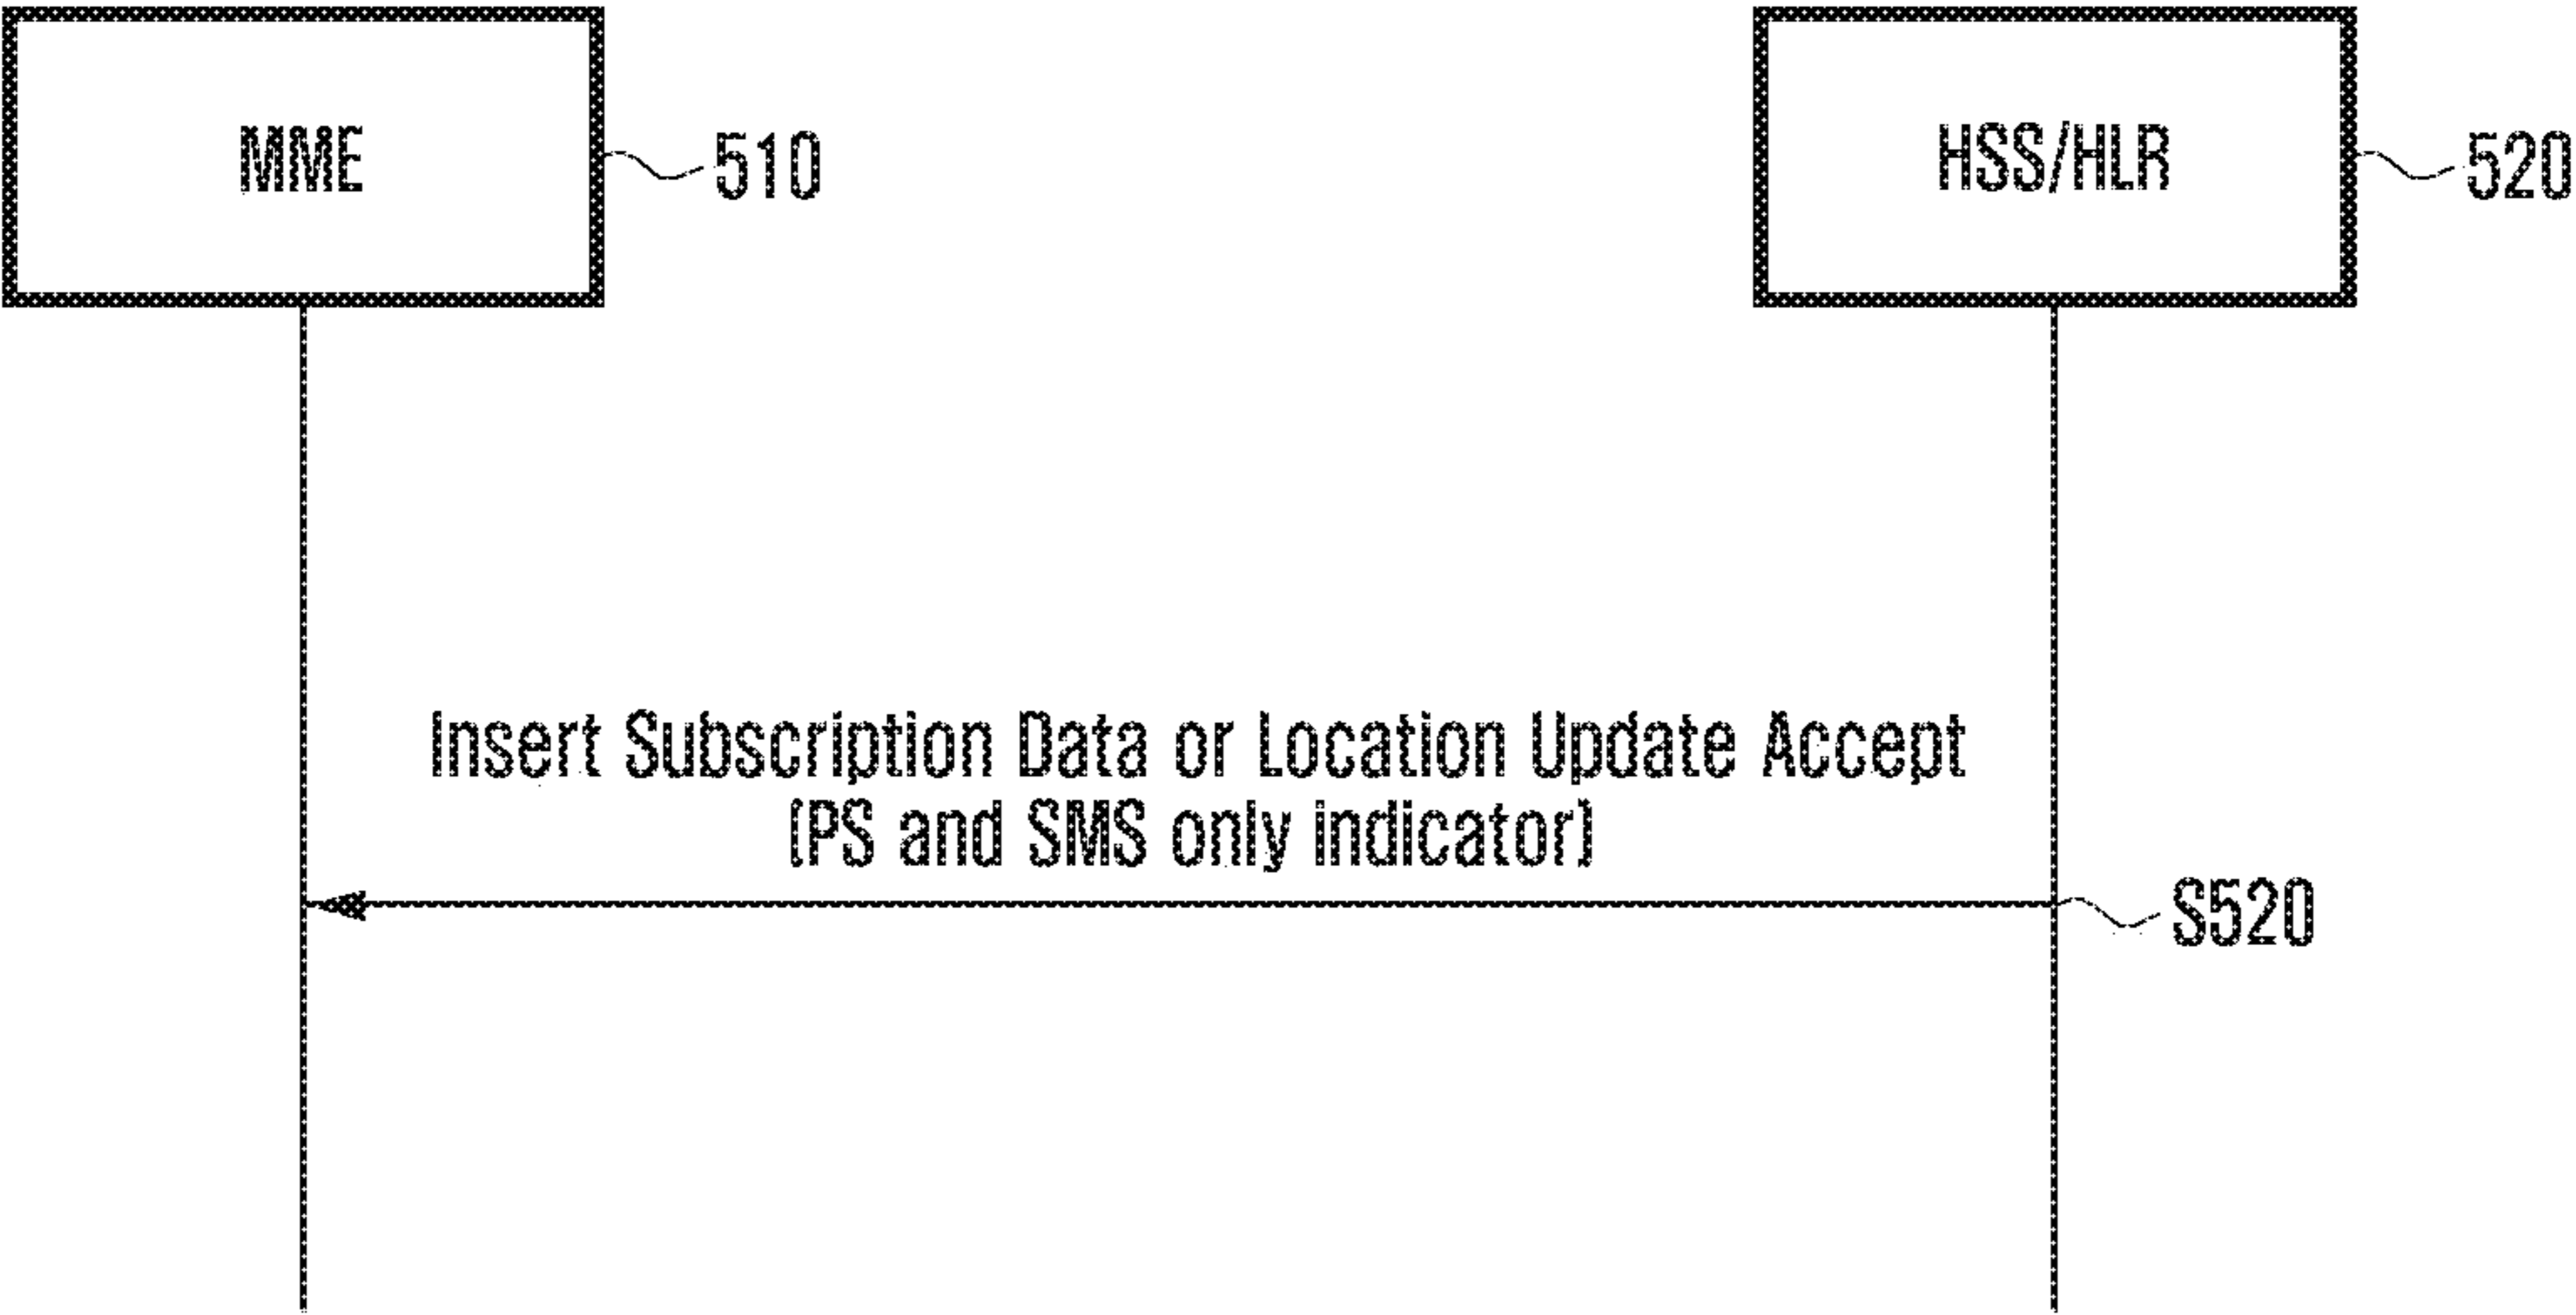 MME
510
HSS/HLR
520
Insert Subscription Data or Location Update Accept
(PS and SMS only indicator)
S520